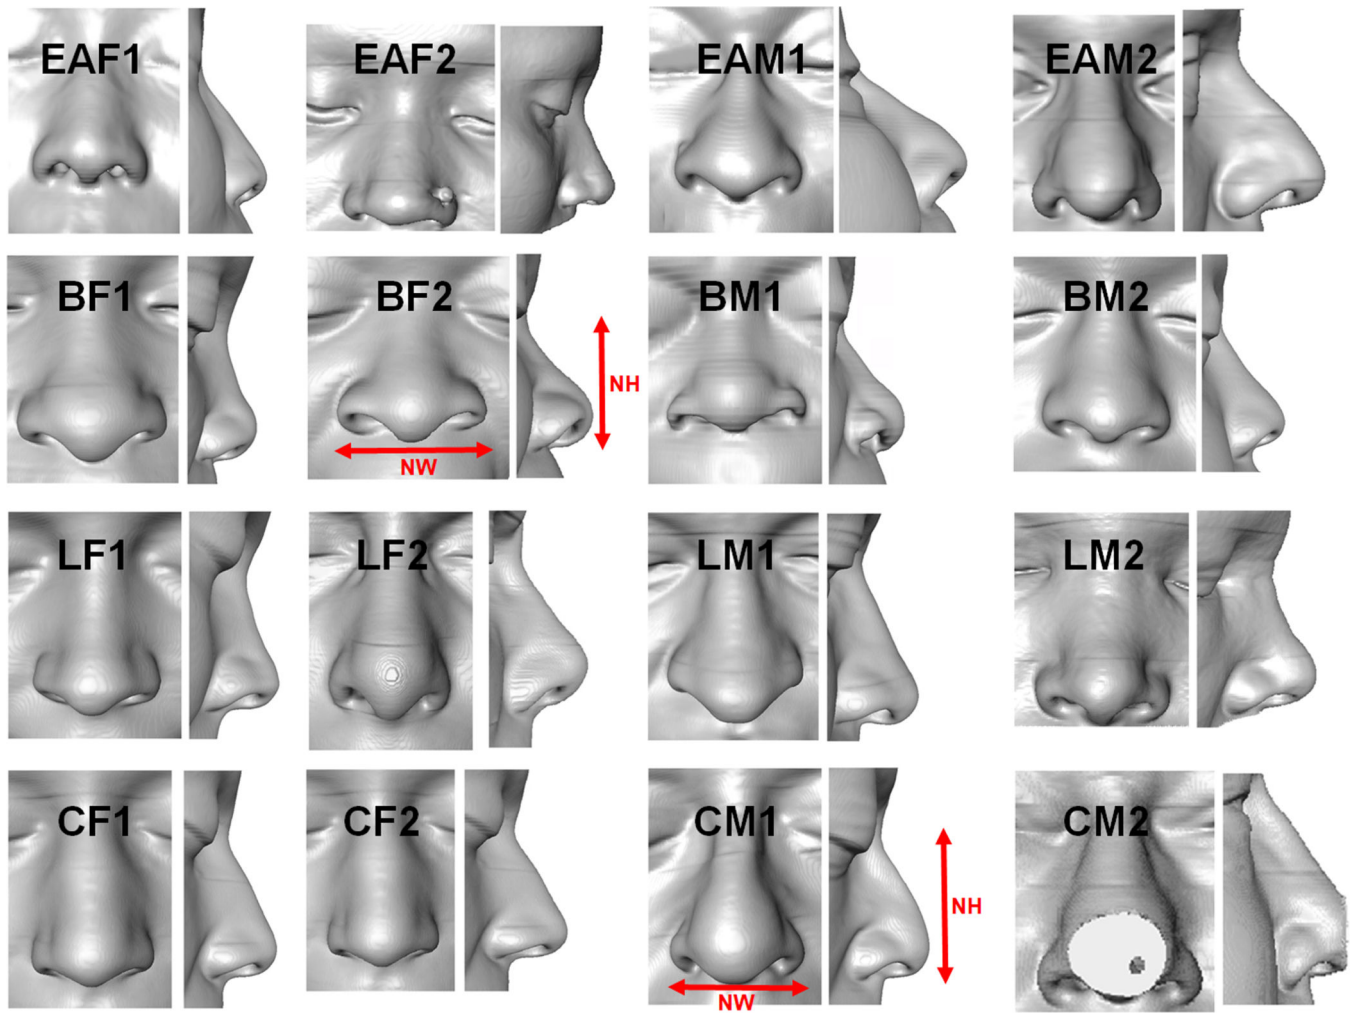 EAF1 EAF2 EAM1 EAM2
BF1 BF2 BM1 BM2
NH
NW
LF1 LF2 LM1 LM2
CF1 CF2 CM1 CM2
NH
NW